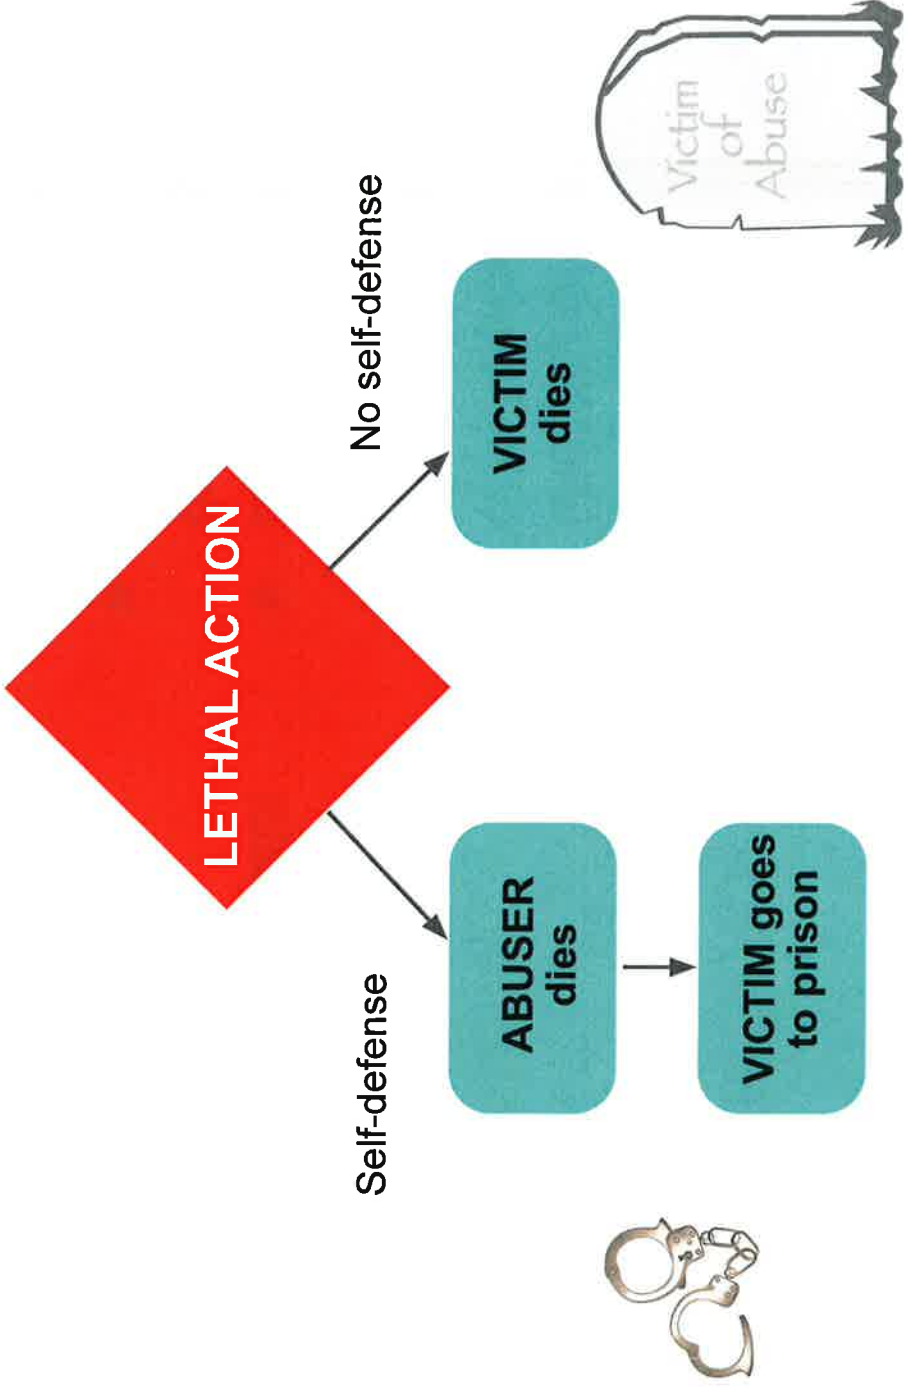 LETHAL ACTION
Self-defense
No self-defense
ABUSER
dies
VICTIM
dies
VICTIM goes
to prison
Victim
of
Abuse